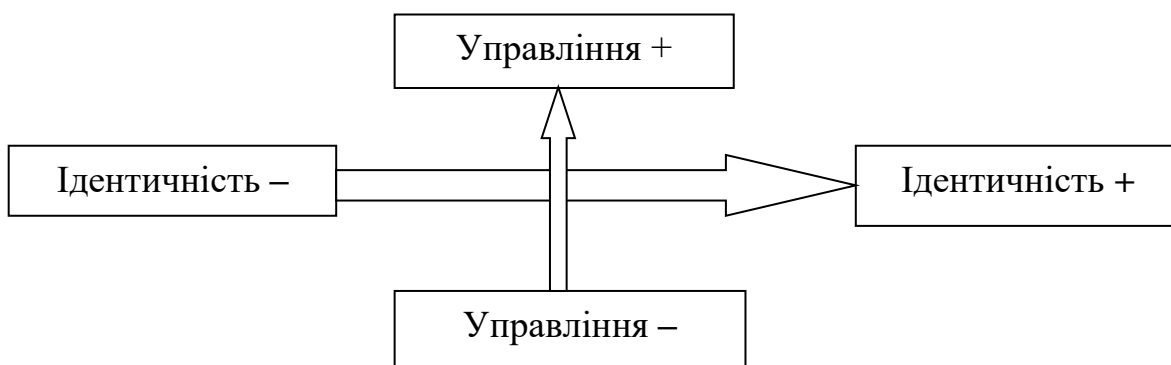 Управління +
Ідентичність –
Ідентичність +
Управління –